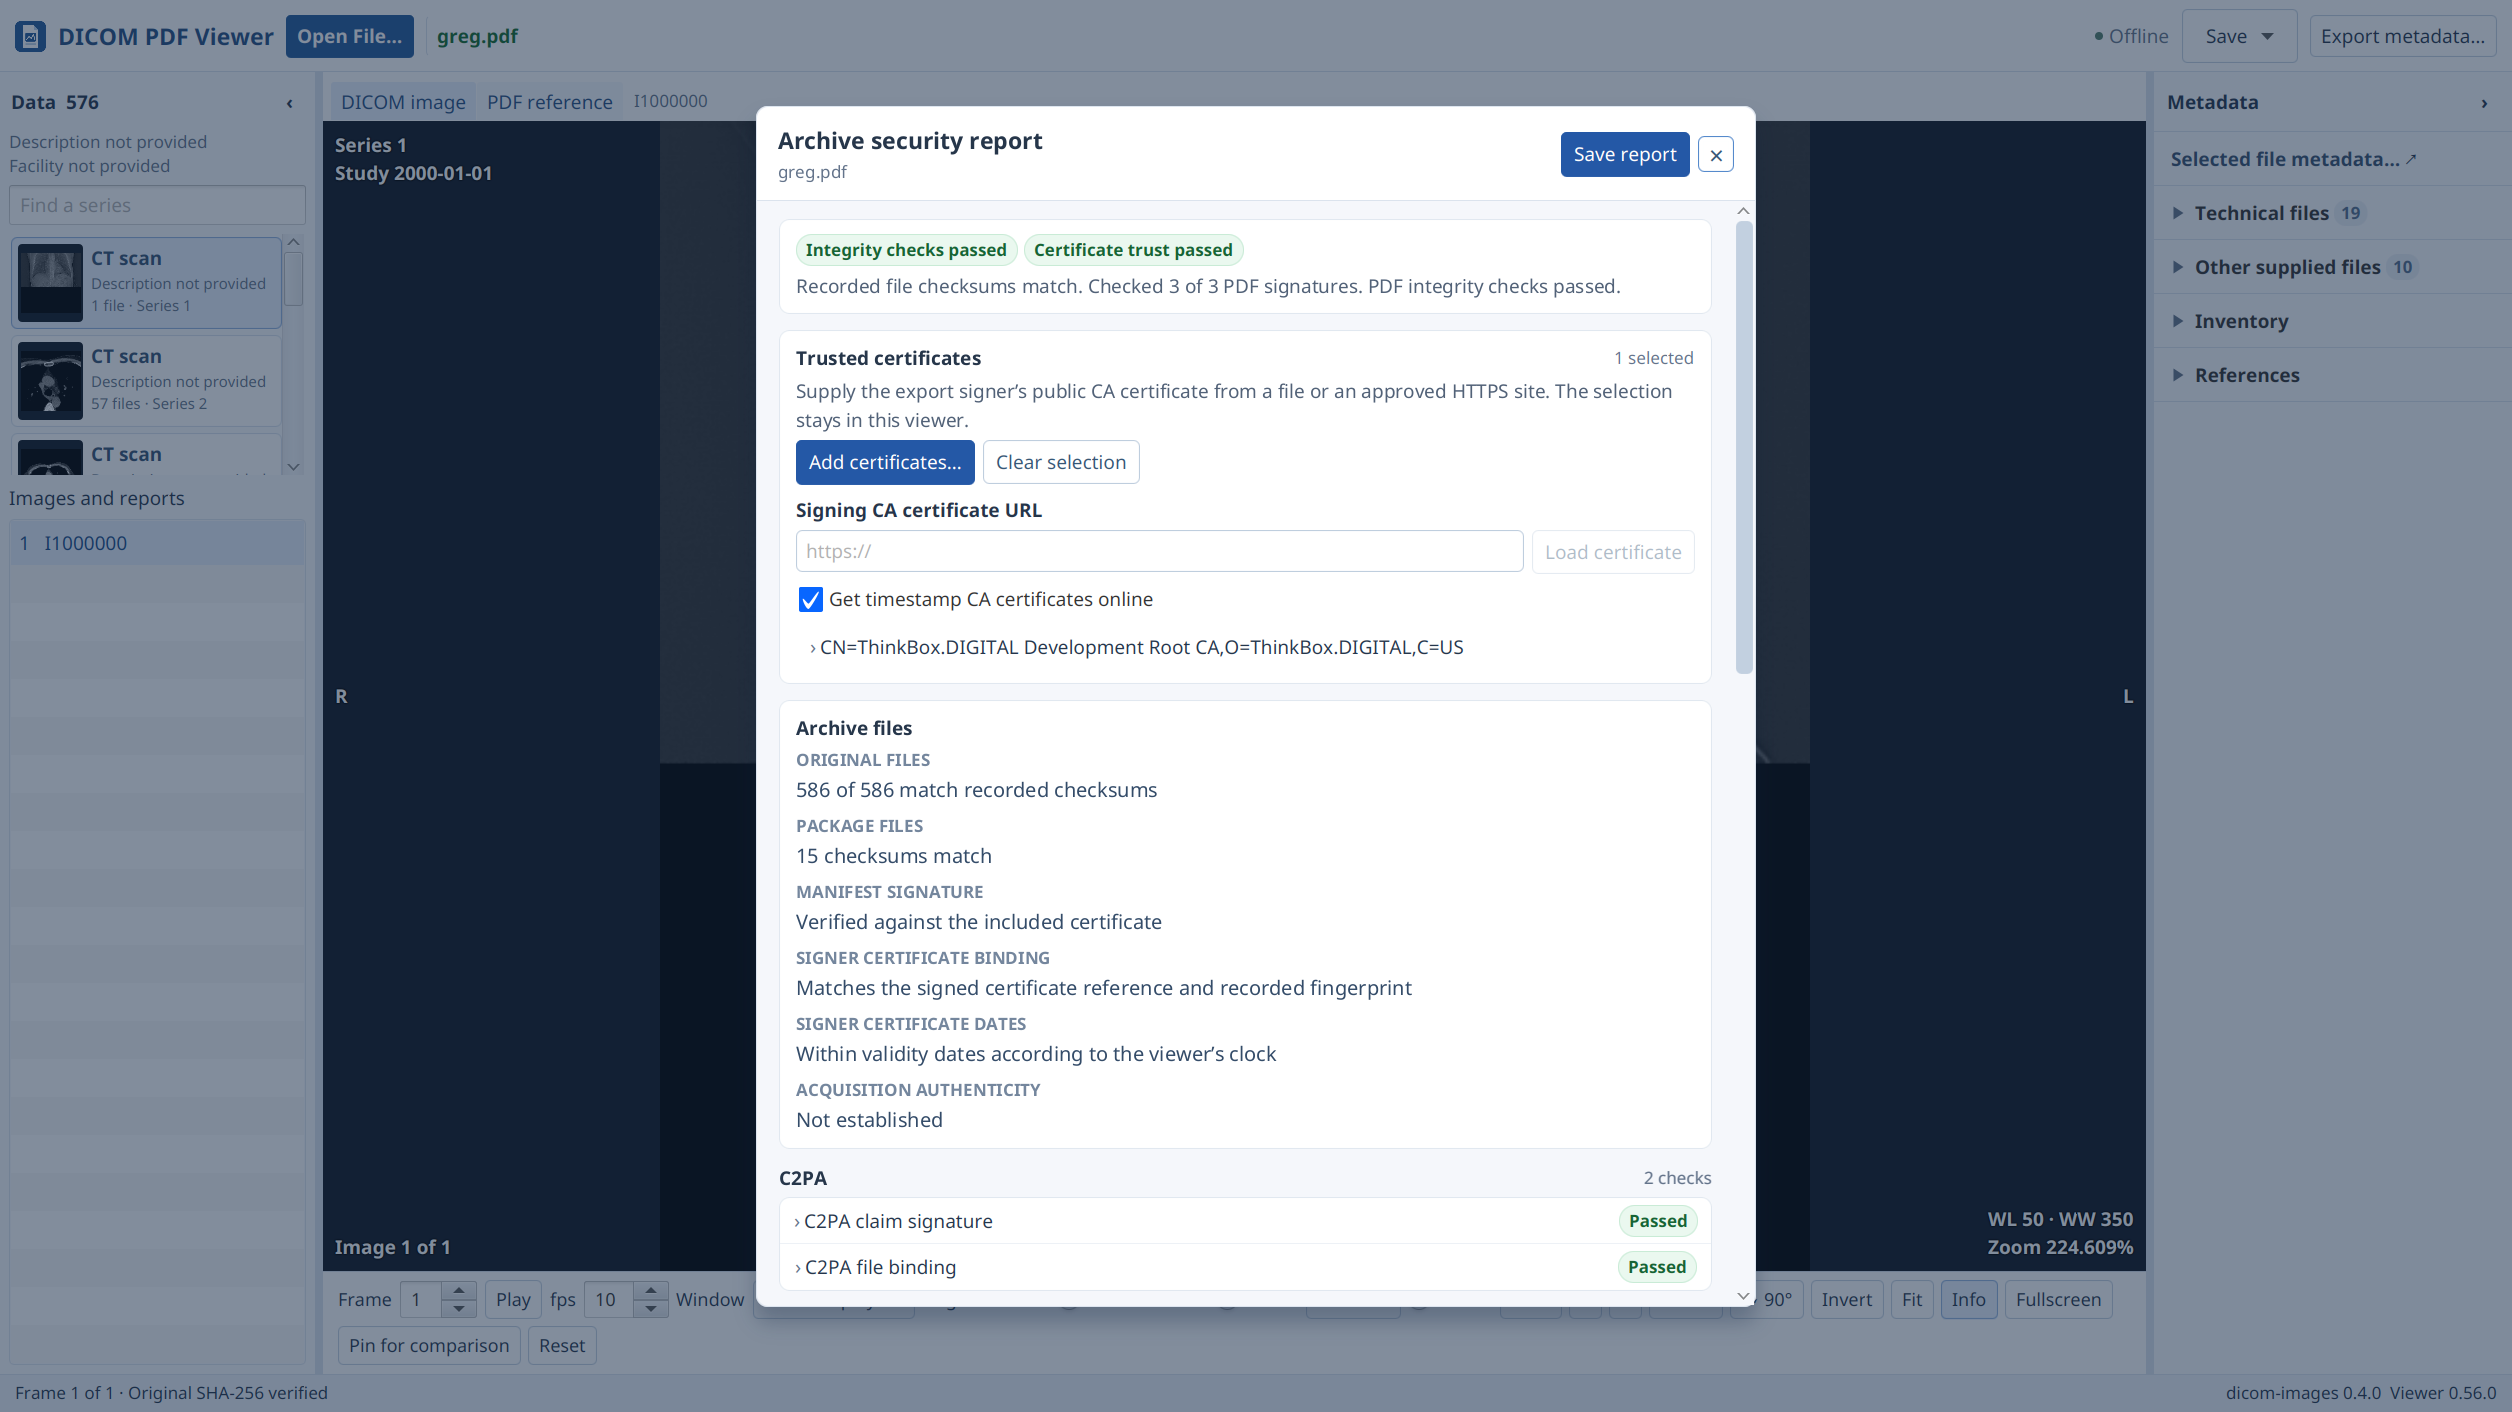 DICOM PDF Viewer
Open File...
greg.pdf
Offline
Save
Export metadata...
Data 576
Description not provided
Facility not provided
Find a series
CT scan
Description not provided
1 file · Series 1
CT scan
Description not provided
57 files · Series 2
CT scan
Images and reports
1 I1000000
DICOM image
PDF reference
I1000000
Series 1
Study 2000-01-01
R
L
Image 1 of 1
WL 50 · WW 350
Zoom 224.609%
Archive security report
greg.pdf
Save report
Integrity checks passed
Certificate trust passed
Recorded file checksums match. Checked 3 of 3 PDF signatures. PDF integrity checks passed.
Trusted certificates
1 selected
Supply the export signer’s public CA certificate from a file or an approved HTTPS site. The selection
stays in this viewer.
Add certificates...
Clear selection
Signing CA certificate URL
https://
Load certificate
Get timestamp CA certificates online
› CN=ThinkBox.DIGITAL Development Root CA,O=ThinkBox.DIGITAL,C=US
Archive files
ORIGINAL FILES
586 of 586 match recorded checksums
PACKAGE FILES
15 checksums match
MANIFEST SIGNATURE
Verified against the included certificate
SIGNER CERTIFICATE BINDING
Matches the signed certificate reference and recorded fingerprint
SIGNER CERTIFICATE DATES
Within validity dates according to the viewer’s clock
ACQUISITION AUTHENTICITY
Not established
C2PA
2 checks
› C2PA claim signature
Passed
› C2PA file binding
Passed
Metadata
Selected file metadata... ↗
Technical files 19
Other supplied files 10
Inventory
References
Frame 1
Play
fps 10
Window
90°
Invert
Fit
Info
Fullscreen
Pin for comparison
Reset
Frame 1 of 1 · Original SHA-256 verified
dicom-images 0.4.0 Viewer 0.56.0